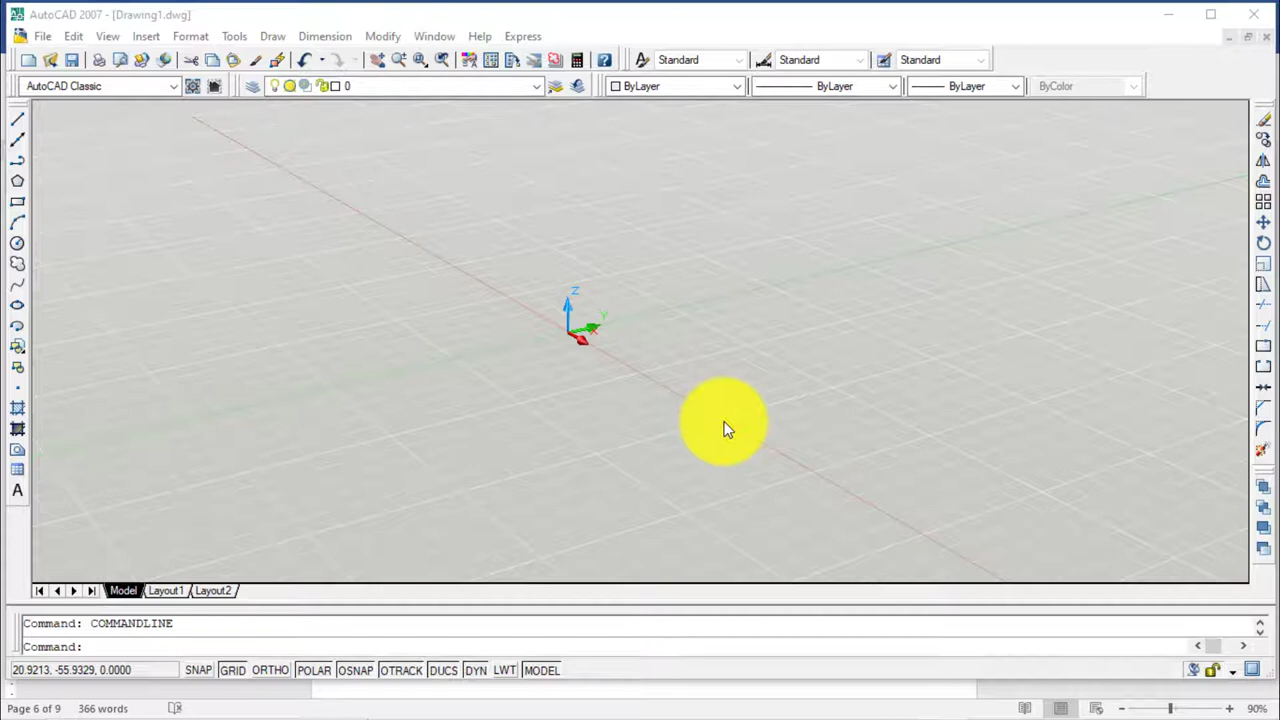 AutoCAD 2007 - [Drawing1.dwg]
File Edit View Insert Format Tools Draw Dimension Modify Window Help Express
Standard Standard Standard
AutoCAD Classic 0 ByLayer ByLayer ByLayer ByColor
Z
Y
A
Model Layout1 Layout2
Command: COMMANDLINE
Command:
20.9213, -55.9329, 0.0000 SNAP GRID ORTHO POLAR OSNAP OTRACK DUCS DYN LWT MODEL
Page 6 of 9 366 words 90%